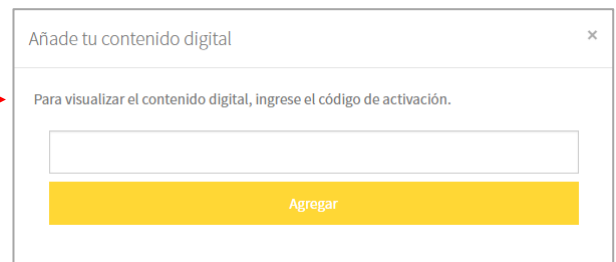 Añade tu contenido digital ×
Para visualizar el contenido digital, ingrese el código de activación.
Agregar